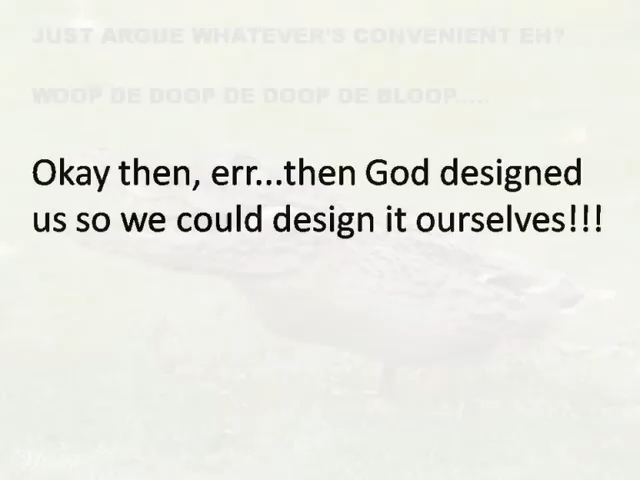 JUST ARGUE WHATEVER'S CONVENIENT EH?
WOOP DE DOOP DE DOOP DE BLOOP.....
Okay then, err...then God designed
us so we could design it ourselves!!!